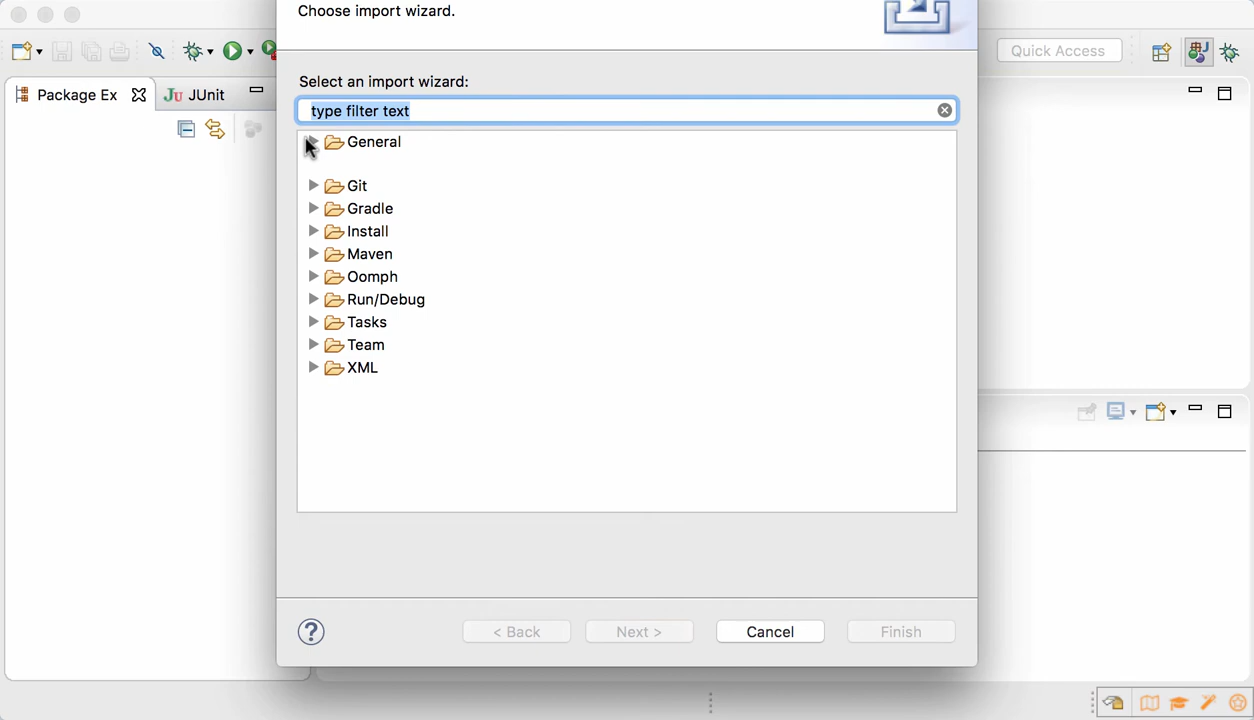 Choose import wizard.
Quick Access
Package Ex
JUnit
Select an import wizard:
type filter text
General
Git
Gradle
Install
Maven
Oomph
Run/Debug
Tasks
Team
XML
? < Back Next > Cancel Finish